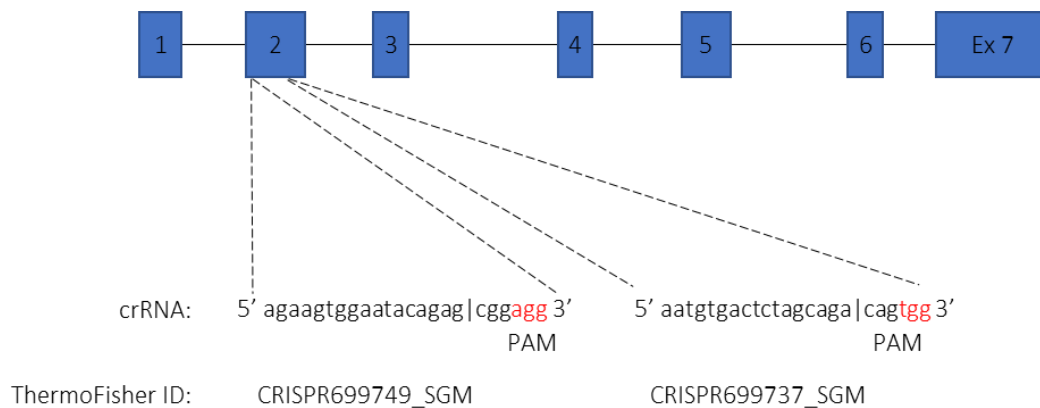 1 2 3 4 5 6 Ex 7
crRNA: 5’ agaagtggaatacagag|cggagg 3’ 5’ aatgtgactctagcaga|cagtgg 3’
PAM PAM
ThermoFisher ID: CRISPR699749_SGM CRISPR699737_SGM